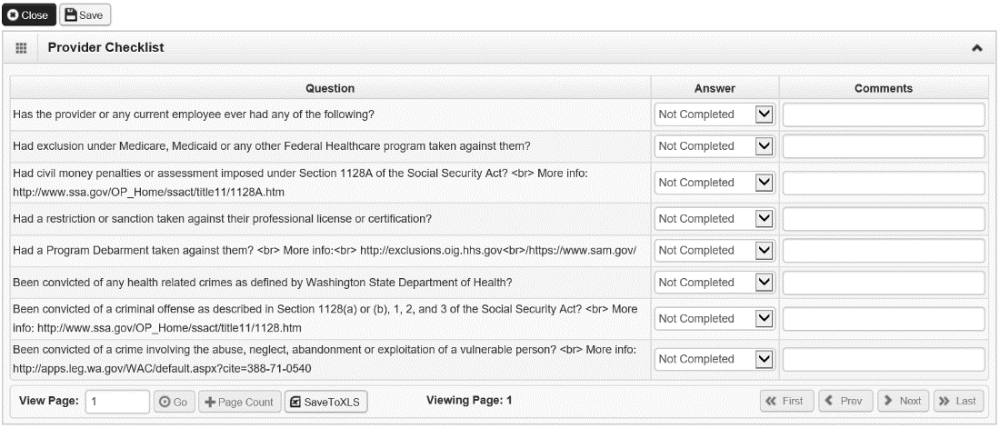 Close Save
Provider Checklist
Question Answer Comments
Has the provider or any current employee ever had any of the following? Not Completed
Had exclusion under Medicare, Medicaid or any other Federal Healthcare program taken against them? Not Completed
Had civil money penalties or assessment imposed under Section 1128A of the Social Security Act? <br> More info:
http://www.ssa.gov/OP_Home/ssact/title11/1128A.htm Not Completed
Had a restriction or sanction taken against their professional license or certification? Not Completed
Had a Program Debarment taken against them? <br> More info:<br> http://exclusions.oig.hhs.gov<br>/https://www.sam.gov/ Not Completed
Been convicted of any health related crimes as defined by Washington State Department of Health? Not Completed
Been convicted of a criminal offense as described in Section 1128(a) or (b), 1, 2, and 3 of the Social Security Act? <br> More
info: http://www.ssa.gov/OP_Home/ssact/title11/1128.htm Not Completed
Been convicted of a crime involving the abuse, neglect, abandonment or exploitation of a vulnerable person? <br> More info:
http://apps.leg.wa.gov/WAC/default.aspx?cite=388-71-0540 Not Completed
View Page: 1 Go Page Count SaveToXLS Viewing Page: 1 First Prev Next Last